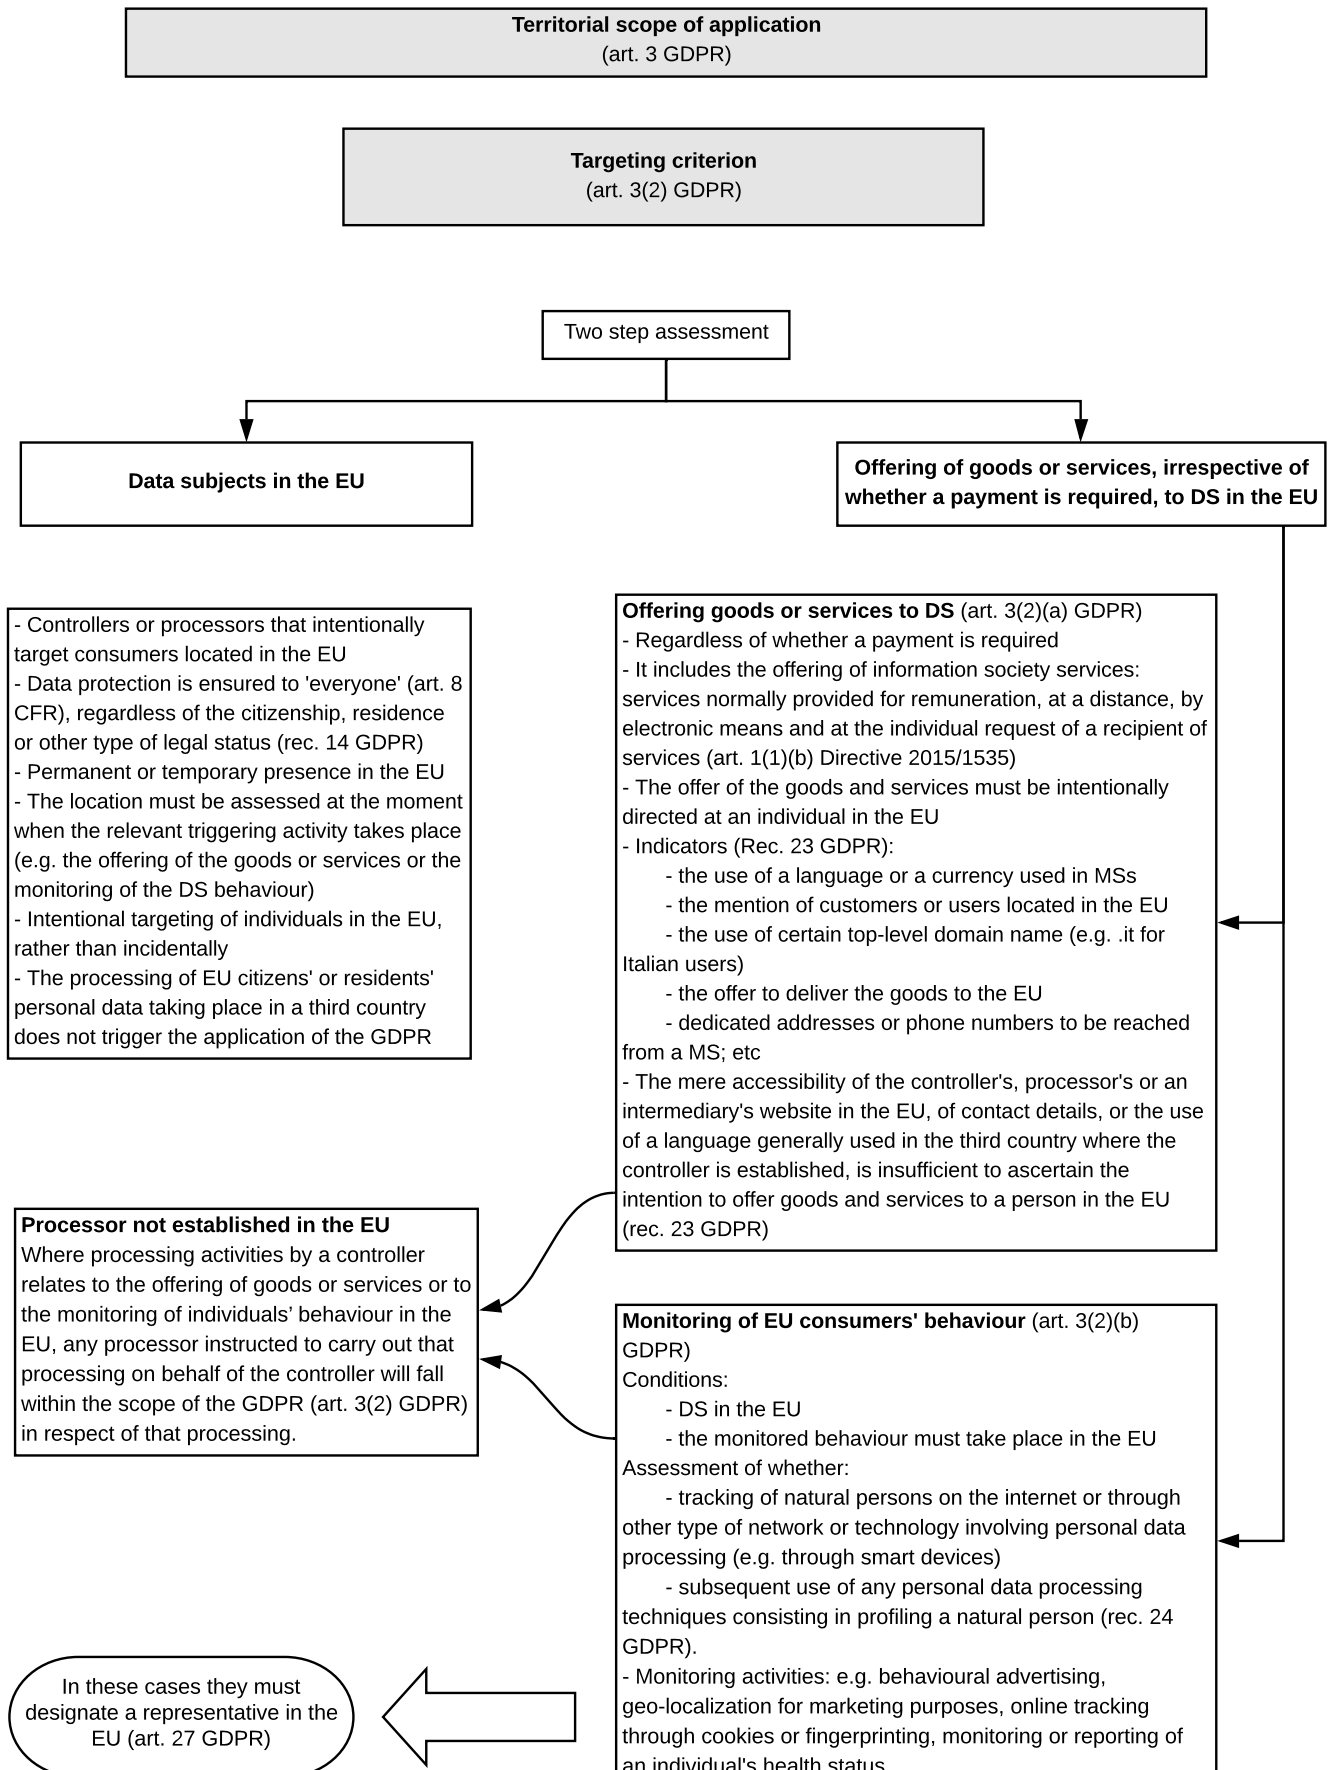 Territorial scope of application
(art. 3 GDPR)
Targeting criterion
(art. 3(2) GDPR)
Two step assessment
Data subjects in the EU
Offering of goods or services, irrespective of
whether a payment is required, to DS in the EU
- Controllers or processors that intentionally
target consumers located in the EU
- Data protection is ensured to 'everyone' (art. 8
CFR), regardless of the citizenship, residence
or other type of legal status (rec. 14 GDPR)
- Permanent or temporary presence in the EU
- The location must be assessed at the moment
when the relevant triggering activity takes place
(e.g. the offering of the goods or services or the
monitoring of the DS behaviour)
- Intentional targeting of individuals in the EU,
rather than incidentally
- The processing of EU citizens' or residents'
personal data taking place in a third country
does not trigger the application of the GDPR
Offering goods or services to DS (art. 3(2)(a) GDPR)
- Regardless of whether a payment is required
- It includes the offering of information society services:
services normally provided for remuneration, at a distance, by
electronic means and at the individual request of a recipient of
services (art. 1(1)(b) Directive 2015/1535)
- The offer of the goods and services must be intentionally
directed at an individual in the EU
- Indicators (Rec. 23 GDPR):
- the use of a language or a currency used in MSs
- the mention of customers or users located in the EU
- the use of certain top-level domain name (e.g. .it for
Italian users)
- the offer to deliver the goods to the EU
- dedicated addresses or phone numbers to be reached
from a MS; etc
- The mere accessibility of the controller's, processor's or an
intermediary's website in the EU, of contact details, or the use
of a language generally used in the third country where the
controller is established, is insufficient to ascertain the
intention to offer goods and services to a person in the EU
(rec. 23 GDPR)
Processor not established in the EU
Where processing activities by a controller
relates to the offering of goods or services or to
the monitoring of individuals’ behaviour in the
EU, any processor instructed to carry out that
processing on behalf of the controller will fall
within the scope of the GDPR (art. 3(2) GDPR)
in respect of that processing.
Monitoring of EU consumers' behaviour (art. 3(2)(b)
GDPR)
Conditions:
- DS in the EU
- the monitored behaviour must take place in the EU
Assessment of whether:
- tracking of natural persons on the internet or through
other type of network or technology involving personal data
processing (e.g. through smart devices)
- subsequent use of any personal data processing
techniques consisting in profiling a natural person (rec. 24
GDPR).
- Monitoring activities: e.g. behavioural advertising,
geo-localization for marketing purposes, online tracking
through cookies or fingerprinting, monitoring or reporting of
an individual's health status
In these cases they must
designate a representative in the
EU (art. 27 GDPR)